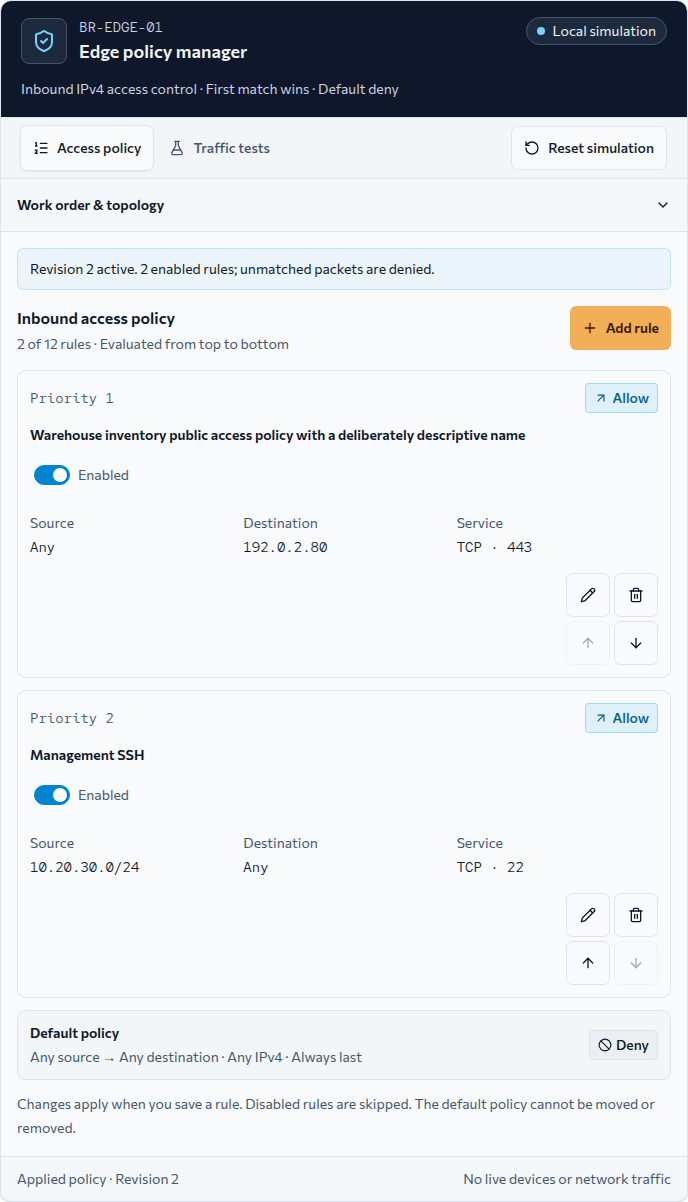 BR-EDGE-01
Edge policy manager
Local simulation
Inbound IPv4 access control · First match wins · Default deny
Access policy
Traffic tests
Reset simulation
Work order & topology
Revision 2 active. 2 enabled rules; unmatched packets are denied.
Inbound access policy
2 of 12 rules · Evaluated from top to bottom
Add rule
Priority 1
Allow
Warehouse inventory public access policy with a deliberately descriptive name
Enabled
Source
Destination
Service
Any
192.0.2.80
TCP · 443
Priority 2
Allow
Management SSH
Enabled
Source
Destination
Service
10.20.30.0/24
Any
TCP · 22
Default policy
Any source → Any destination · Any IPv4 · Always last
Deny
Changes apply when you save a rule. Disabled rules are skipped. The default policy cannot be moved or
removed.
Applied policy · Revision 2
No live devices or network traffic